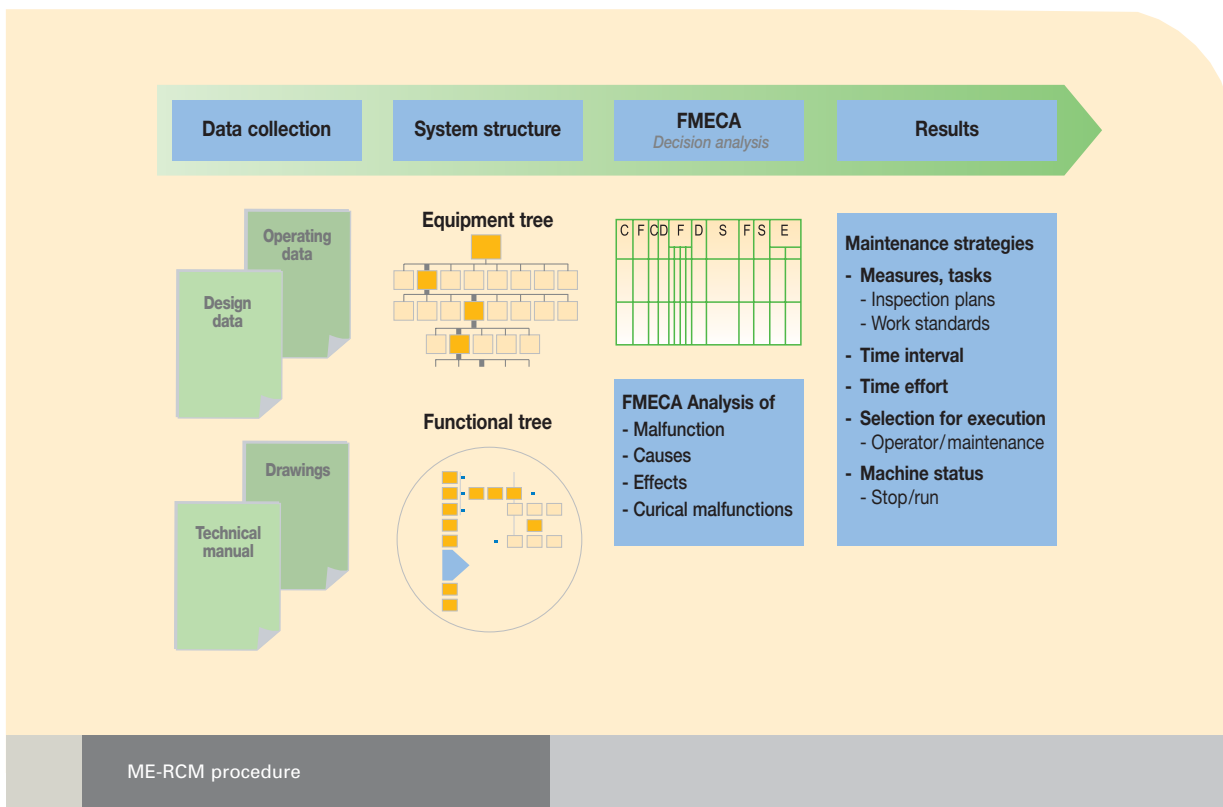 Data collection
System structure
FMECA
Decision analysis
Results
Operating
data
Design
data
Drawings
Technical
manual
Equipment tree
Functional tree
C F C D F D S F S E
FMECA Analysis of
- Malfunction
- Causes
- Effects
- Curical malfunctions
Maintenance strategies
- Measures, tasks
- Inspection plans
- Work standards
- Time interval
- Time effort
- Selection for execution
- Operator/maintenance
- Machine status
- Stop/run
ME-RCM procedure